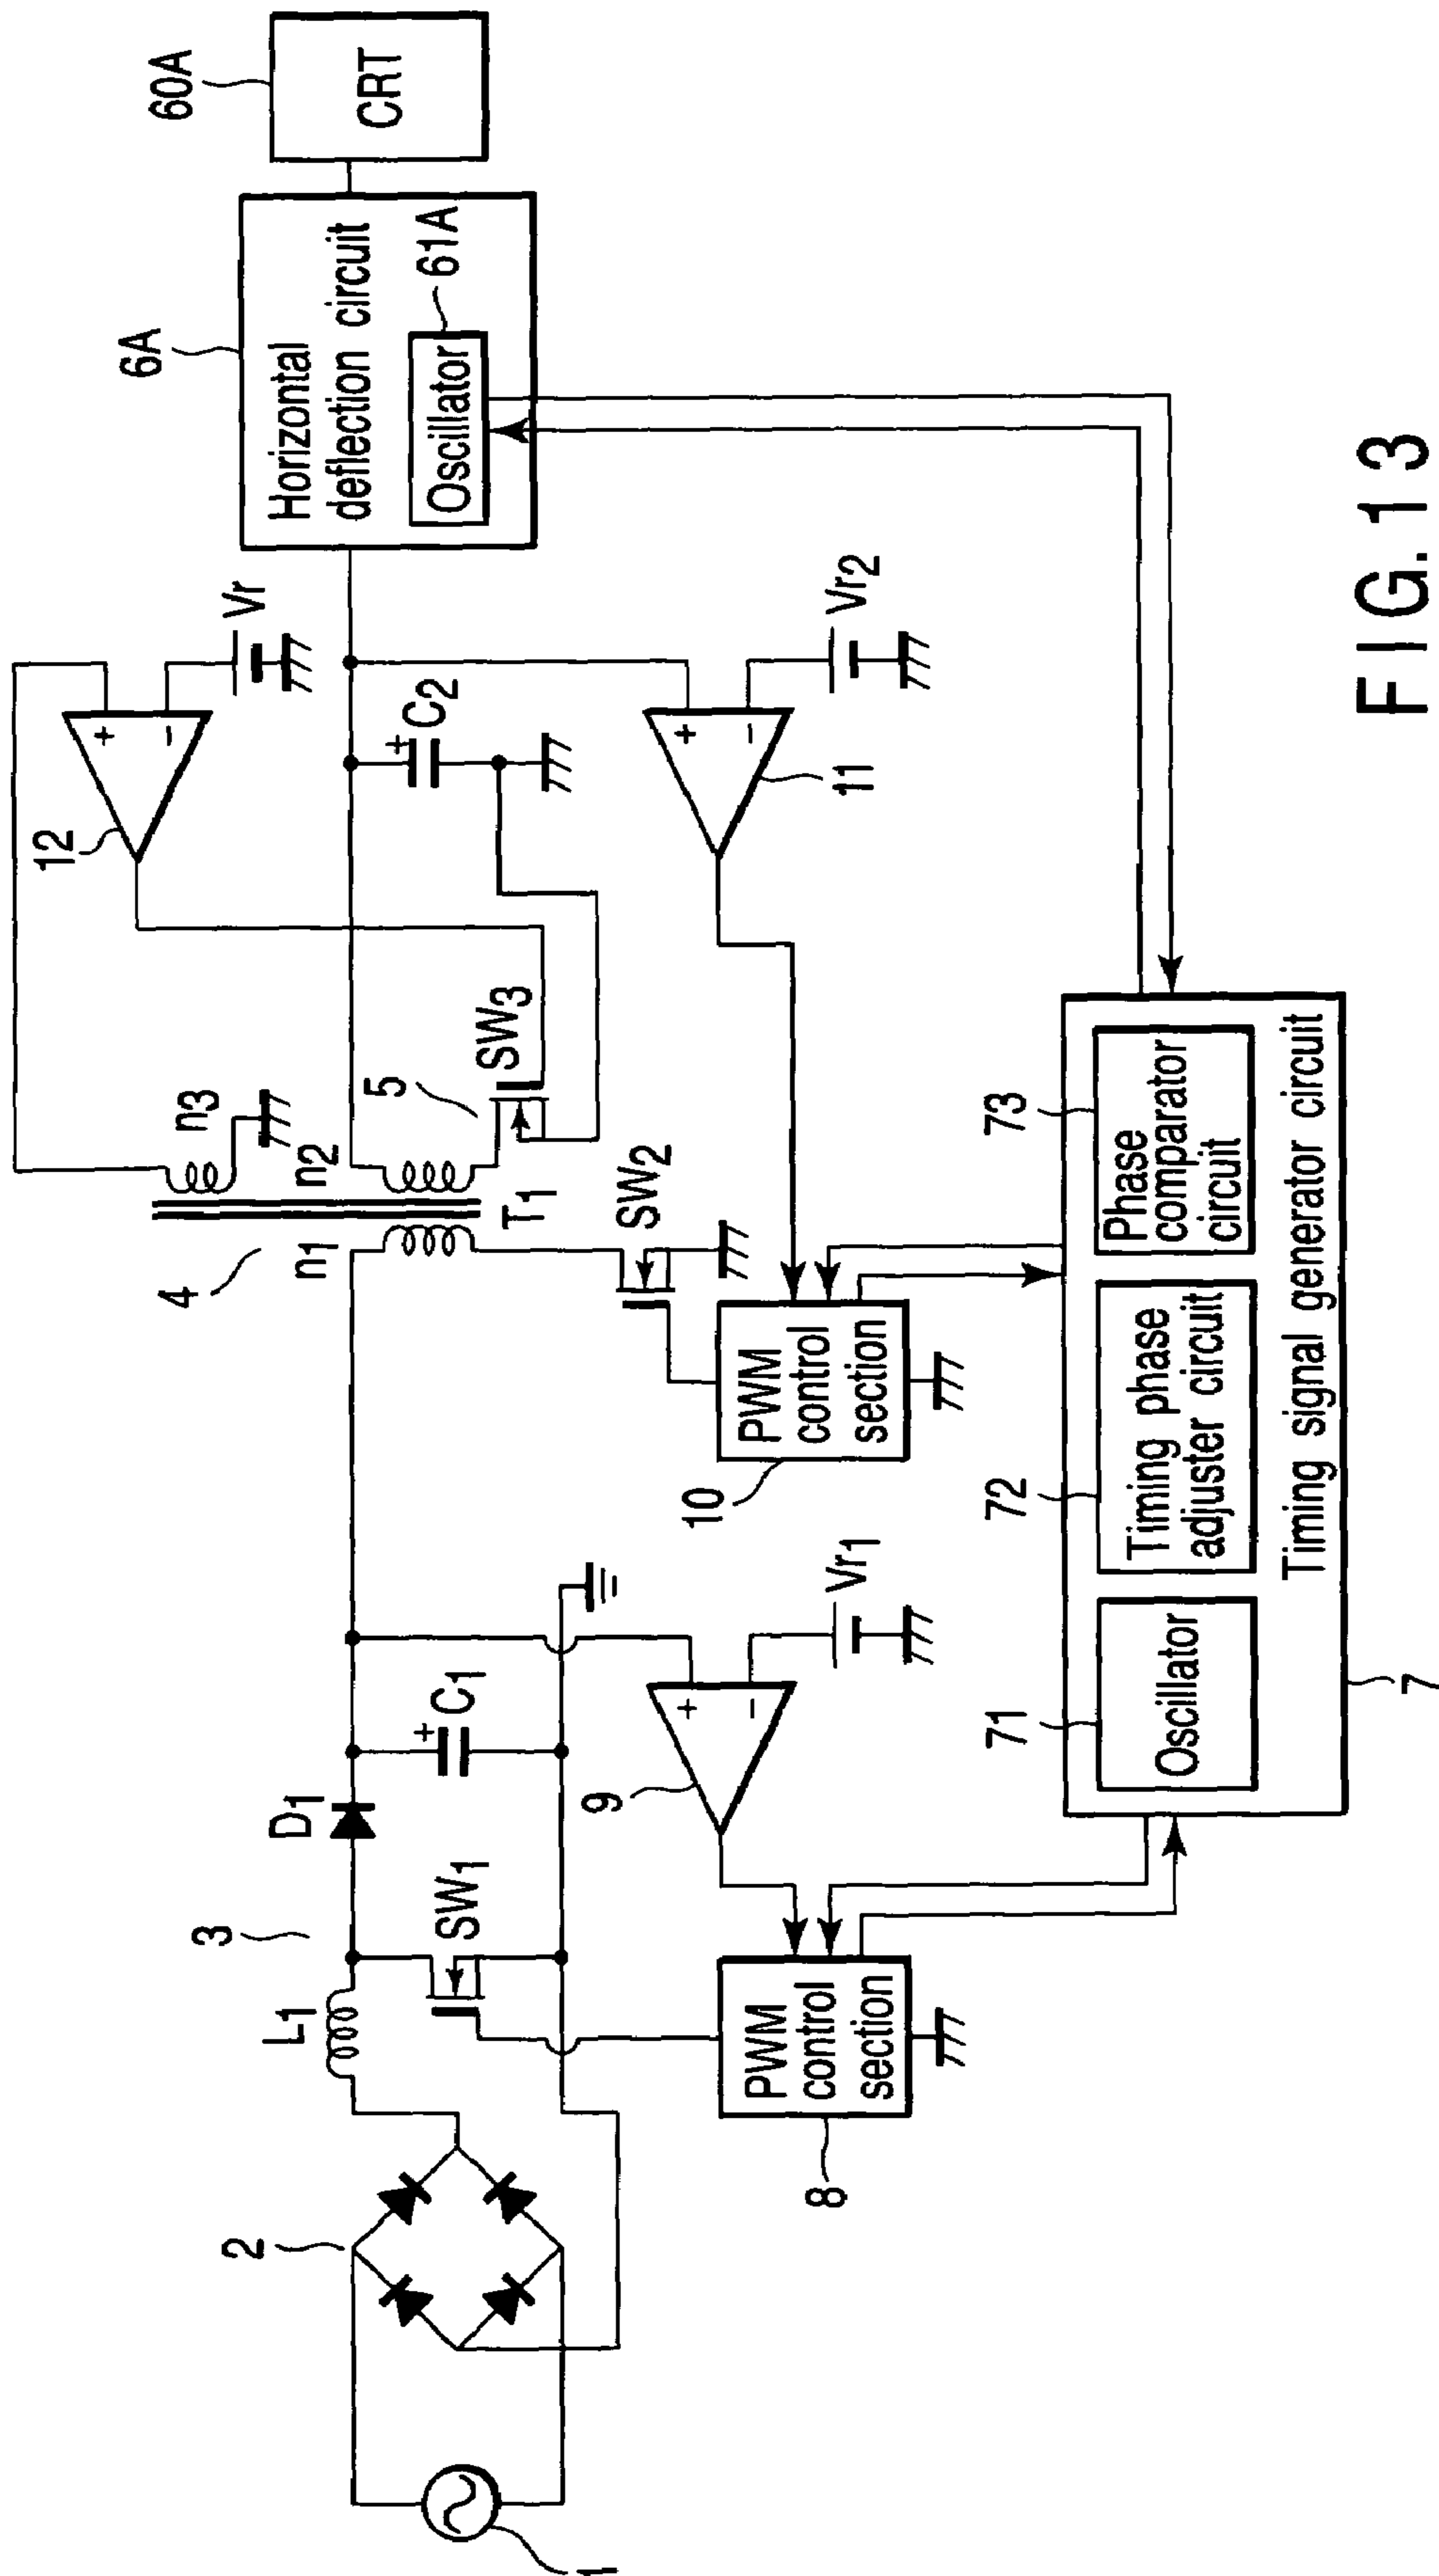 60A
CRT
6A
Horizontal
deflection circuit
61A
Oscillator
12
+
-
Vr
n3
n2
n1
4
T1
5
SW3
C2
+
SW2
+
-
11
Vr2
PWM
control
section
10
3
L1
D1
SW1
C1
+
9
+
-
Vr1
PWM
control
section
8
2
1
71
Oscillator
72
Timing phase
adjuster circuit
73
Phase
comparator
circuit
Timing signal generator circuit
7
FIG. 13